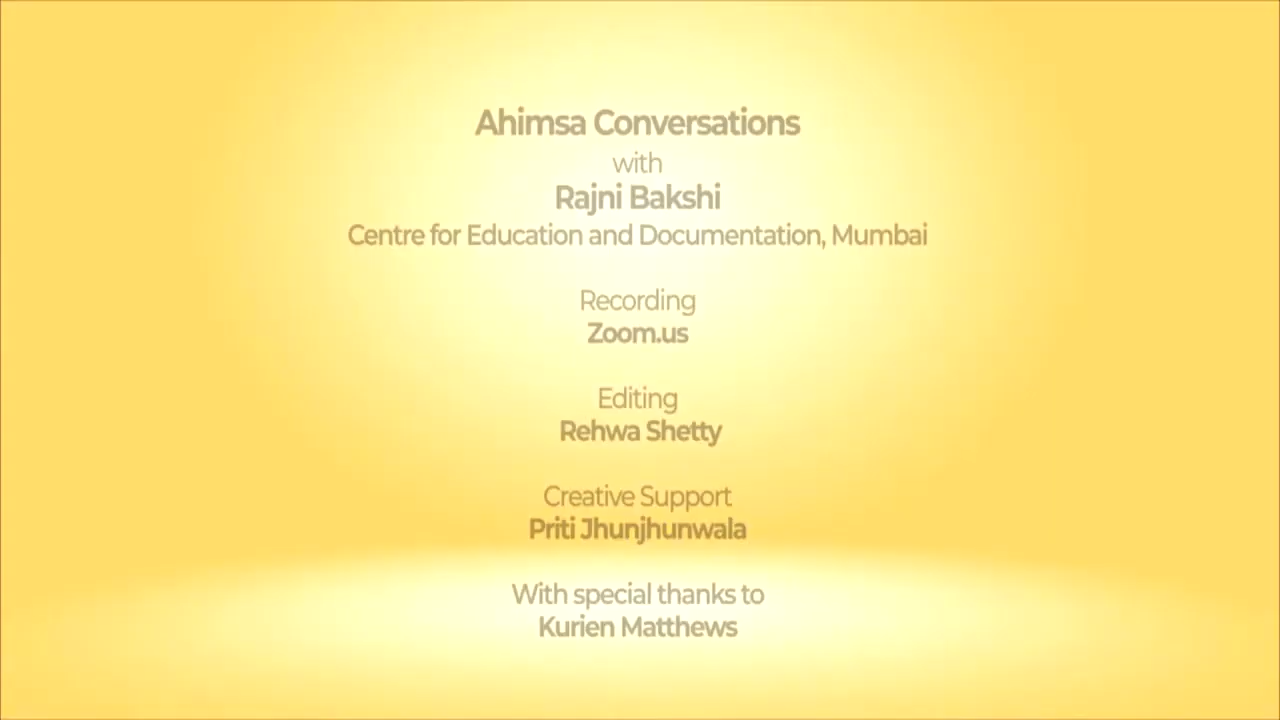 Ahimsa Conversations
with
Rajni Bakshi
Centre for Education and Documentation, Mumbai
Recording
Zoom.us
Editing
Rehwa Shetty
Creative Support
Priti Jhunjhunwala
With special thanks to
Kurien Matthews